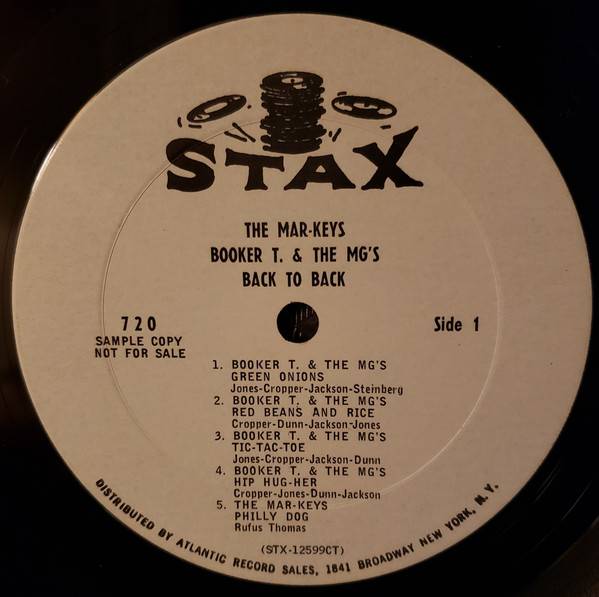 STAX
THE MAR-KEYS
BOOKER T. & THE MG'S
BACK TO BACK
720
SAMPLE COPY
NOT FOR SALE
Side 1
1. BOOKER T. & THE MG'S
GREEN ONIONS
Jones-Cropper-Jackson-Steinberg
2. BOOKER T. & THE MG'S
RED BEANS AND RICE
Cropper-Dunn-Jackson-Jones
3. BOOKER T. & THE MG'S
TIC-TAC-TOE
Jones-Cropper-Jackson-Dunn
4. BOOKER T. & THE MG'S
HIP HUG-HER
Cropper-Jones-Dunn-Jackson
5. THE MAR-KEYS
PHILLY DOG
Rufus Thomas
(STX-12599CT)
DISTRIBUTED BY ATLANTIC RECORD SALES, 1841 BROADWAY NEW YORK, N. Y.